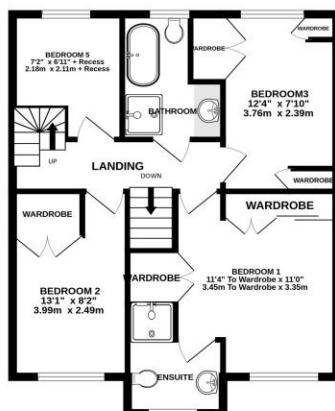 BEDROOM 5
7'2" x 6'11" + Recess
2.18m x 2.11m + Recess
WARDROBE
WARDROBE
BEDROOM3
12'4" x 7'10"
3.76m x 2.39m
BATHROOM
UP
LANDING
DOWN
WARDROBE
WARDROBE
WARDROBE
WARDROBE
BEDROOM 1
11'4" To Wardrobe x 11'0"
3.45m To Wardrobe x 3.35m
BEDROOM 2
13'1" x 8'2"
3.99m x 2.49m
ENSUITE